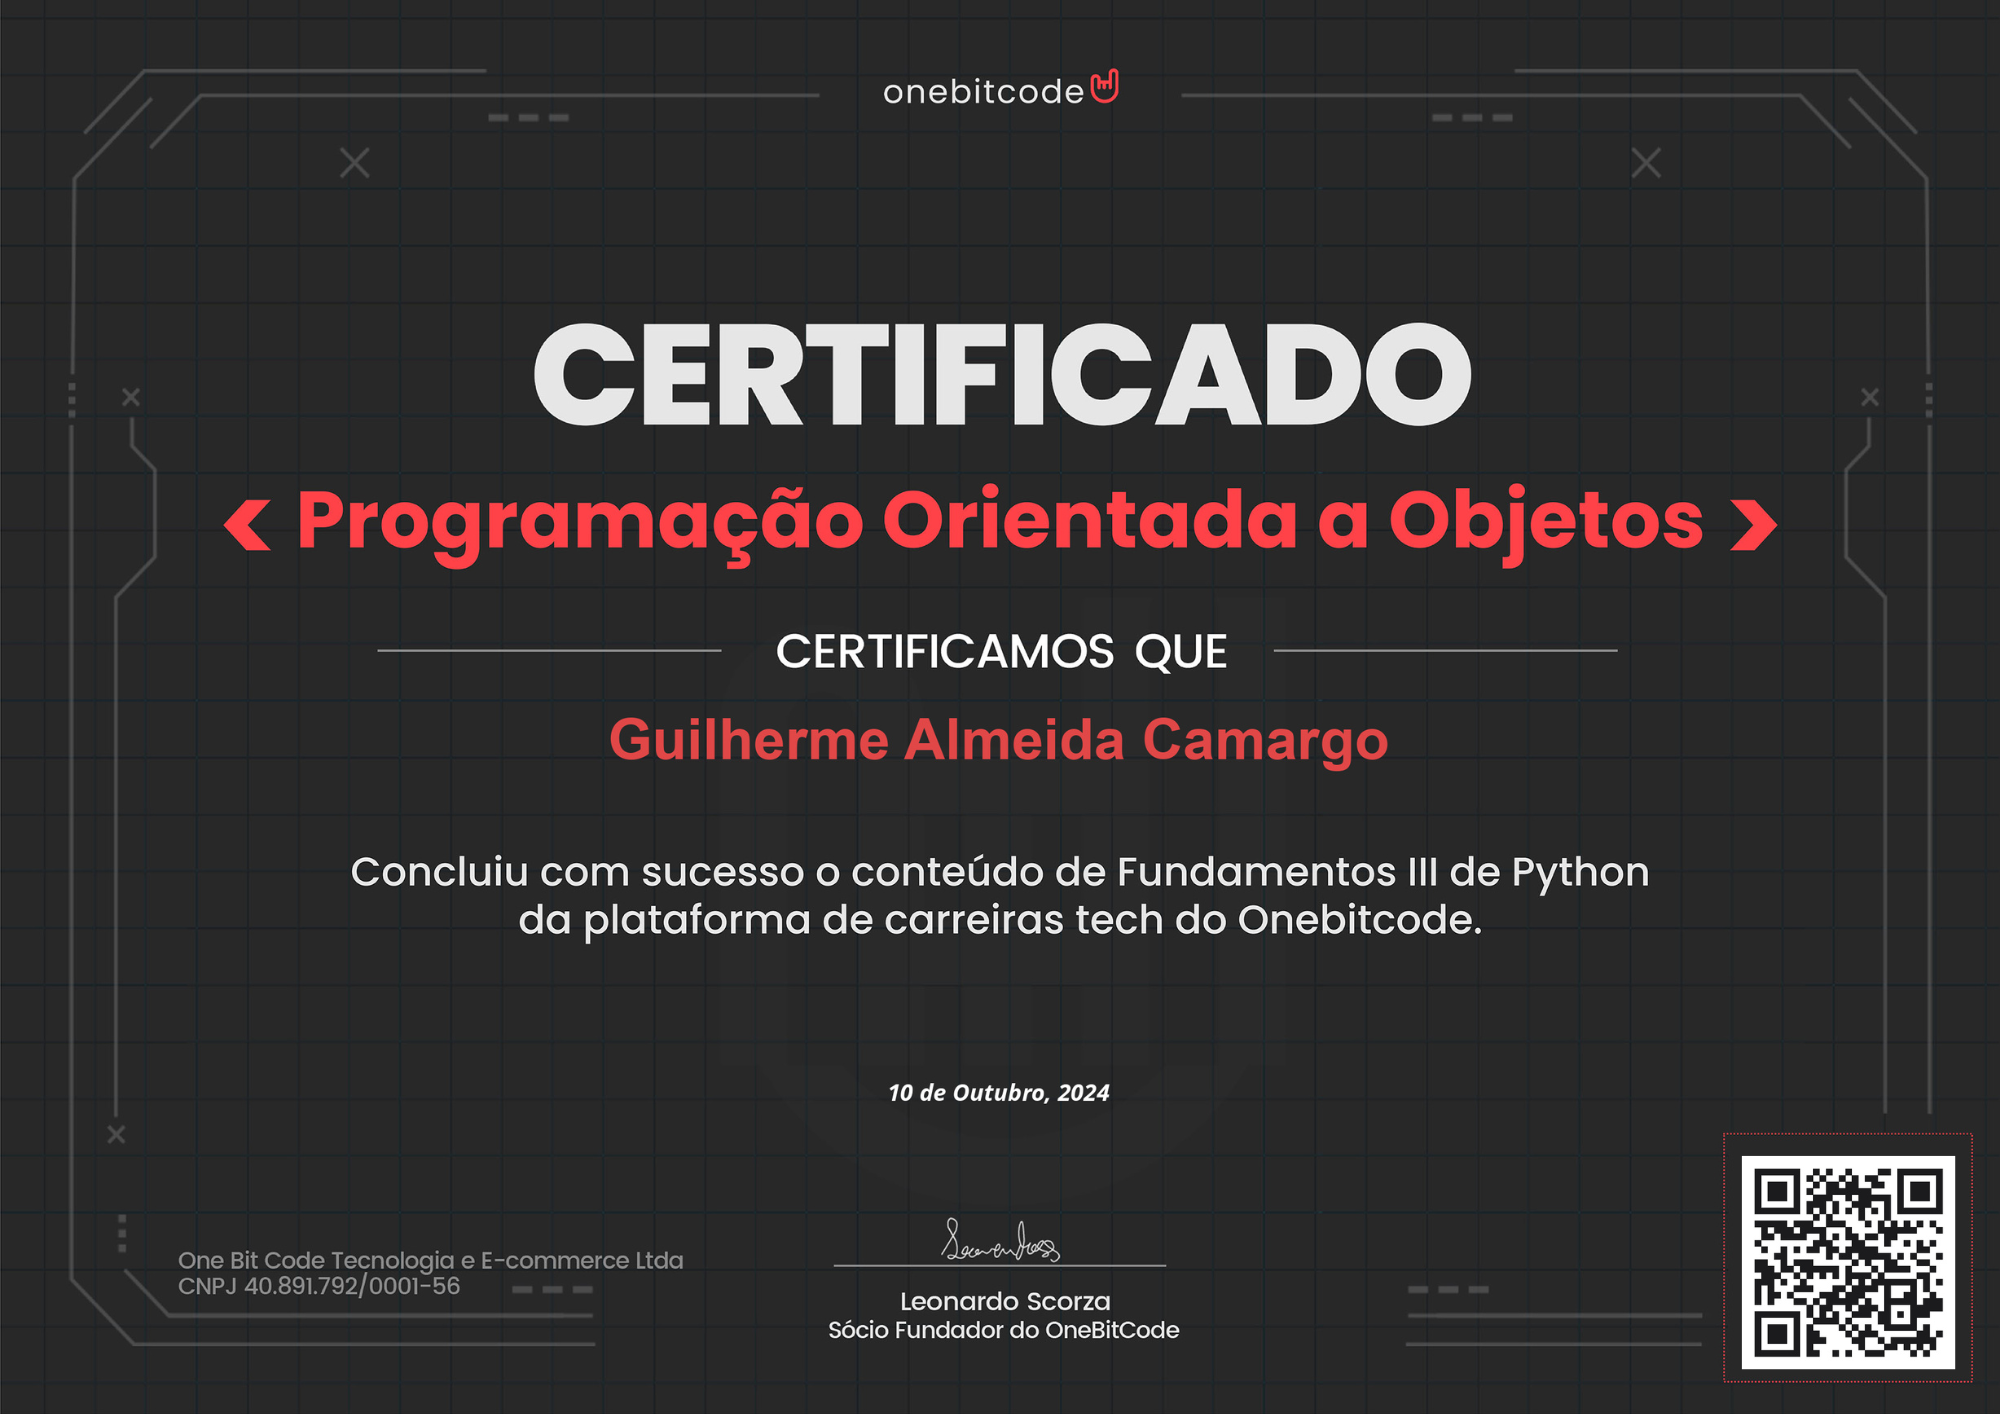 onebitcode
CERTIFICADO
Programação Orientada a Objetos
CERTIFICAMOS QUE
Guilherme Almeida Camargo
Concluiu com sucesso o conteúdo de Fundamentos III de Python
da plataforma de carreiras tech do Onebitcode.
10 de Outubro, 2024
One Bit Code Tecnologia e E-commerce Ltda
CNPJ 40.891.792/0001-56
Leonardo Scorza
Sócio Fundador do OneBitCode